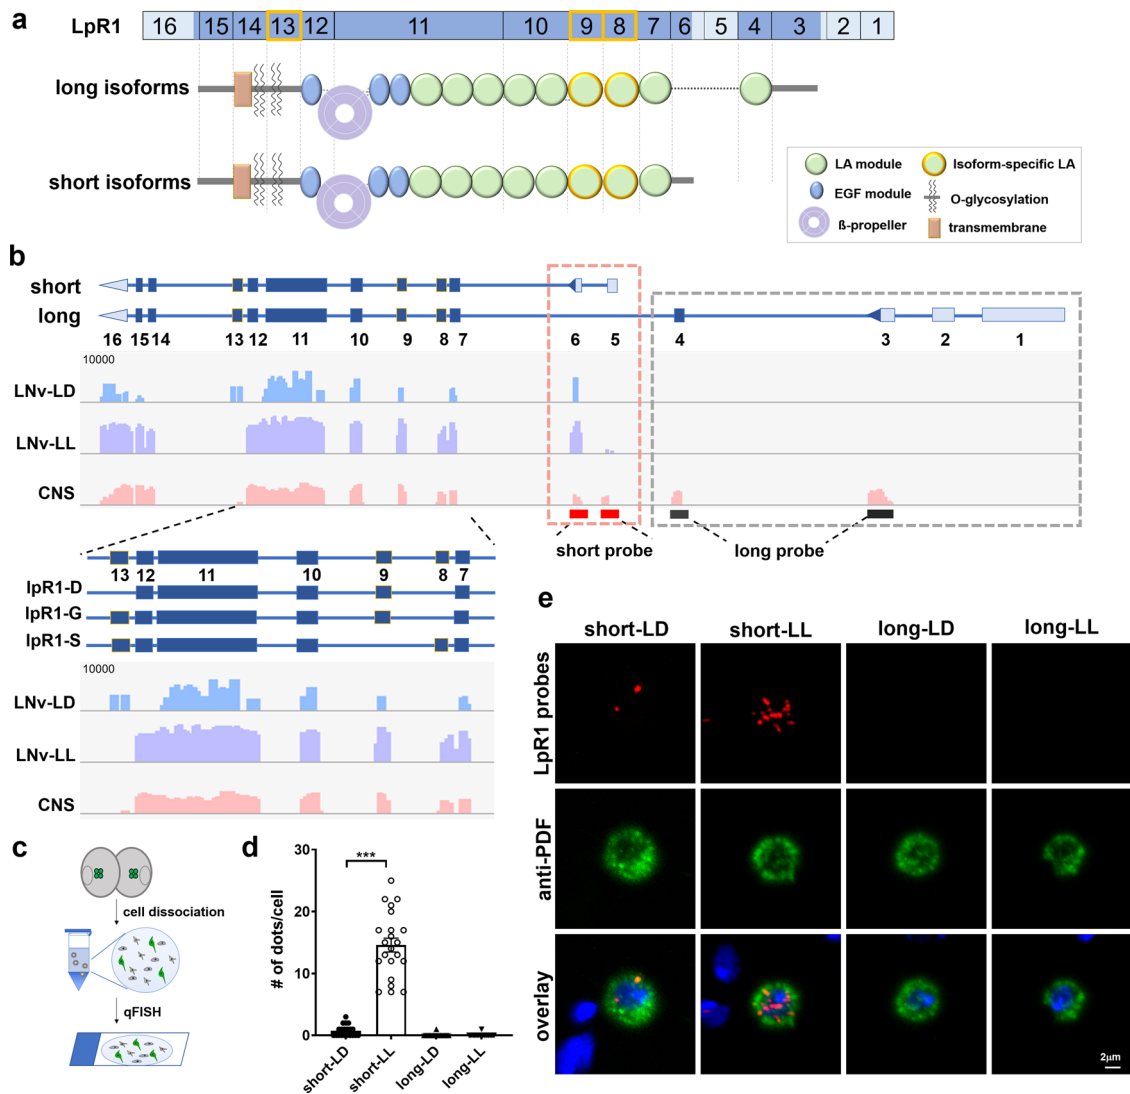 a
LpR1
16 15 14 13 12 11 10 9 8 7 6 5 4 3 2 1
long isoforms
short isoforms
LA module
Isoform-specific LA
EGF module
O-glycosylation
ß-propeller
transmembrane
b
short
long
16 15 14 13 12 11 10 9 8 7 6 5 4 3 2 1
10000
LNv-LD
LNv-LL
CNS
short probe
long probe
13 12 11 10 9 8 7
lpR1-D
lpR1-G
lpR1-S
10000
LNv-LD
LNv-LL
CNS
c
cell dissociation
qFISH
d
# of dots/cell
30
20
10
0
***
short-LD
short-LL
long-LD
long-LL
e
short-LD short-LL long-LD long-LL
LpR1 probes
anti-PDF
overlay
2µm